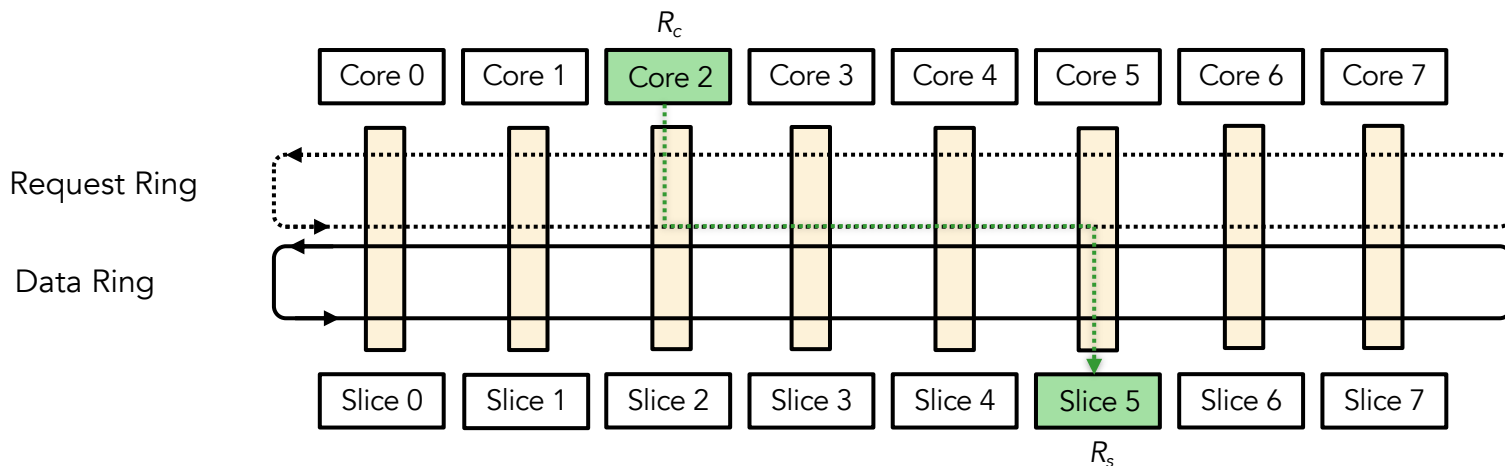 R_c
Core 0 Core 1 Core 2 Core 3 Core 4 Core 5 Core 6 Core 7
Request Ring
Data Ring
Slice 0 Slice 1 Slice 2 Slice 3 Slice 4 Slice 5 Slice 6 Slice 7
R_s